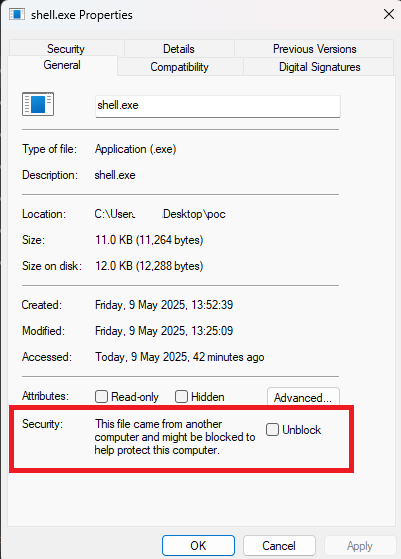 shell.exe Properties
Security Details Previous Versions
General Compatibility Digital Signatures
shell.exe
Type of file: Application (.exe)
Description: shell.exe
Location: C:\User. .Desktop\poc
Size: 11.0 KB (11,264 bytes)
Size on disk: 12.0 KB (12,288 bytes)
Created: Friday, 9 May 2025, 13:52:39
Modified: Friday, 9 May 2025, 13:25:09
Accessed: Today, 9 May 2025, 42 minutes ago
Attributes: Read-only Hidden Advanced...
Security: This file came from another Unblock
computer and might be blocked to
help protect this computer.
OK Cancel Apply